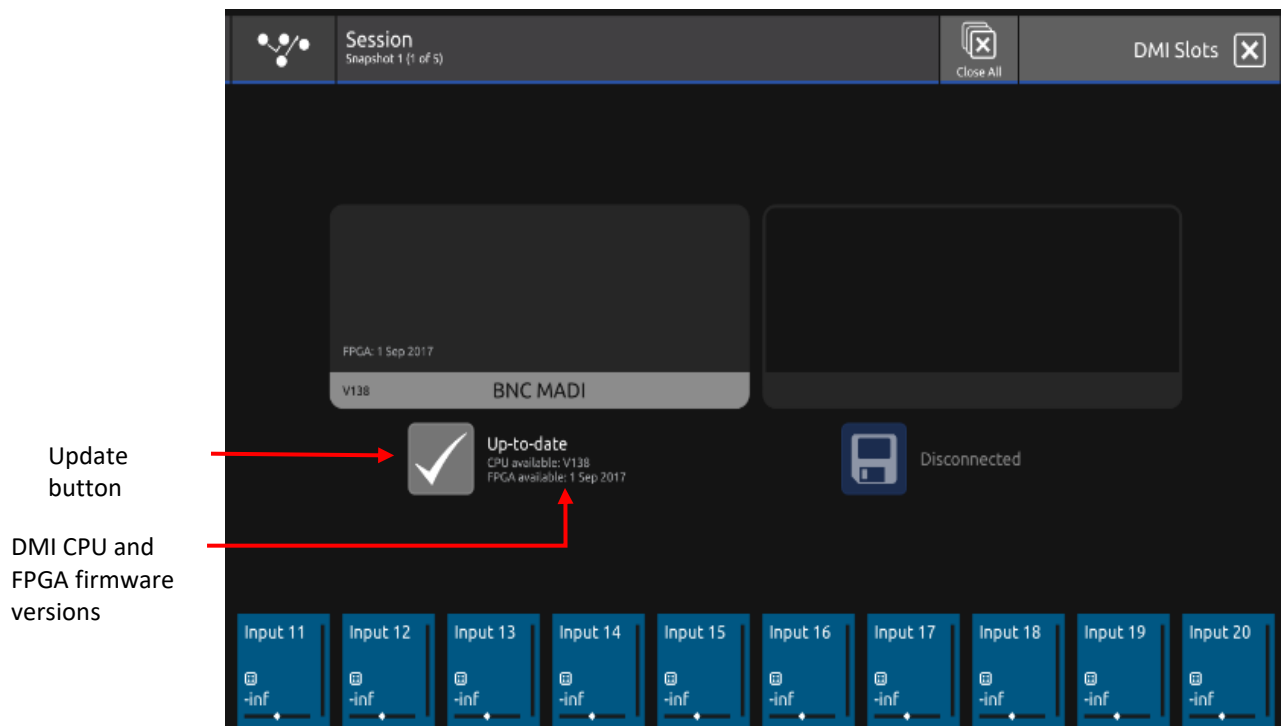 Session
Snapshot 1 (1 of 5)
Close All
DMI Slots
FPGA: 1 Sep 2017
V138
BNC MADI
Update
button
Up-to-date
CPU available: V138
FPGA available: 1 Sep 2017
Disconnected
DMI CPU and
FPGA firmware
versions
Input 11
Input 12
Input 13
Input 14
Input 15
Input 16
Input 17
Input 18
Input 19
Input 20
-inf
-inf
-inf
-inf
-inf
-inf
-inf
-inf
-inf
-inf